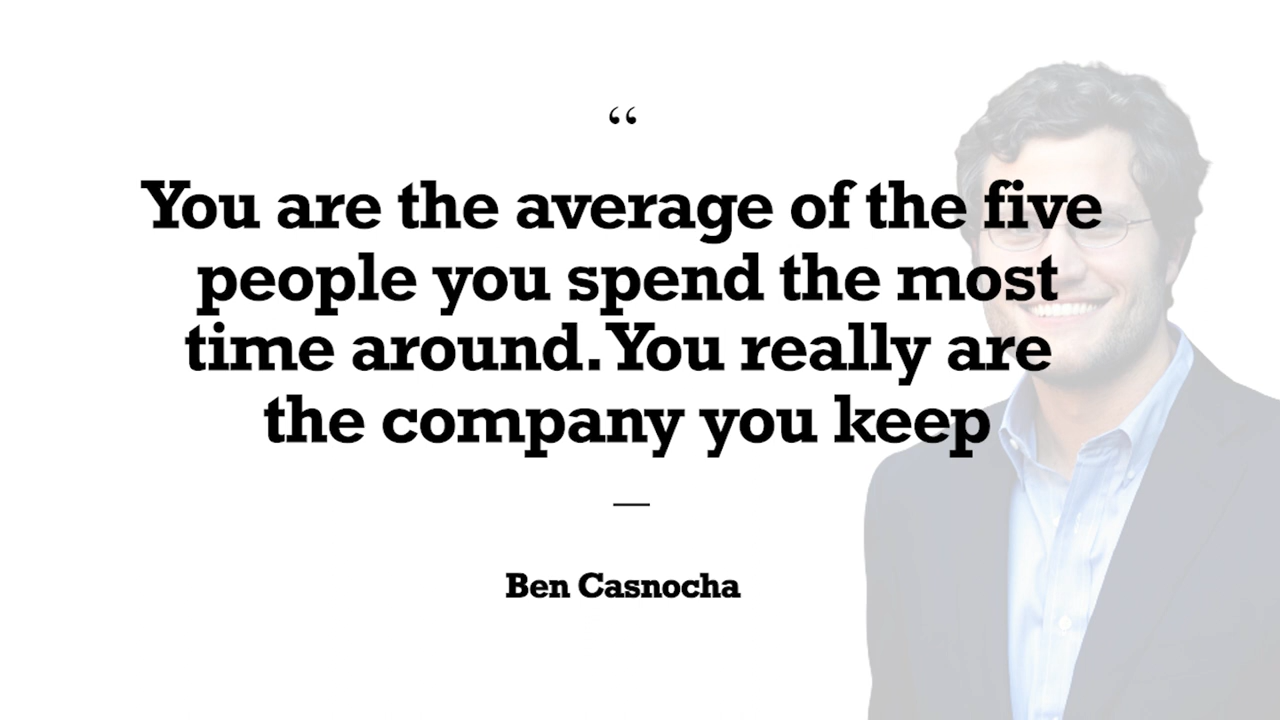 “
You are the average of the five
people you spend the most
time around. You really are
the company you keep
—
Ben Casnocha